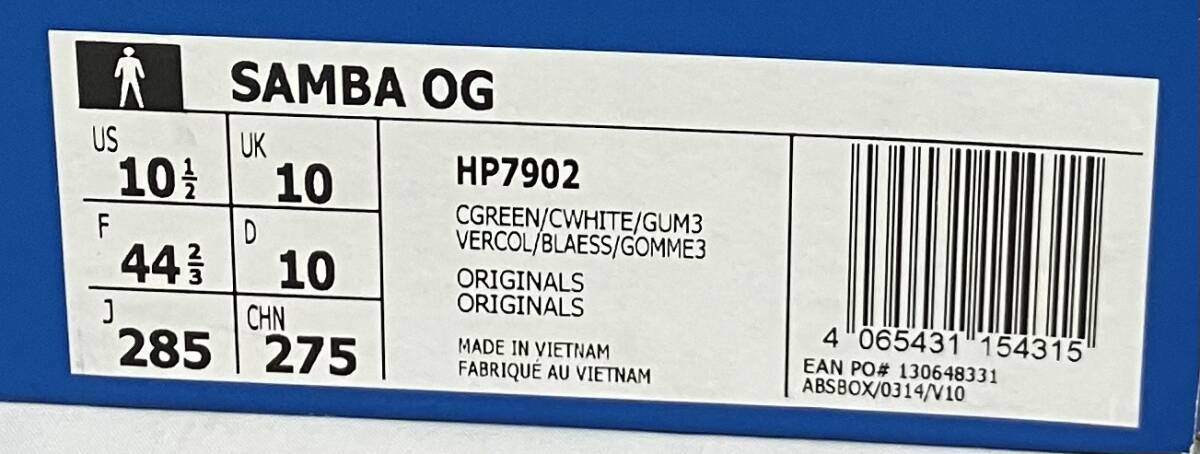 SAMBA OG
US 10 1/2 UK 10
F 44 2/3 D 10
J 285 CHN 275
HP7902
CGREEN/CWHITE/GUM3
VERCOL/BLAESS/GOMME3
ORIGINALS
ORIGINALS
MADE IN VIETNAM
FABRIQUÉ AU VIETNAM
4 065431 154315
EAN PO# 130648331
ABSBOX/0314/V10